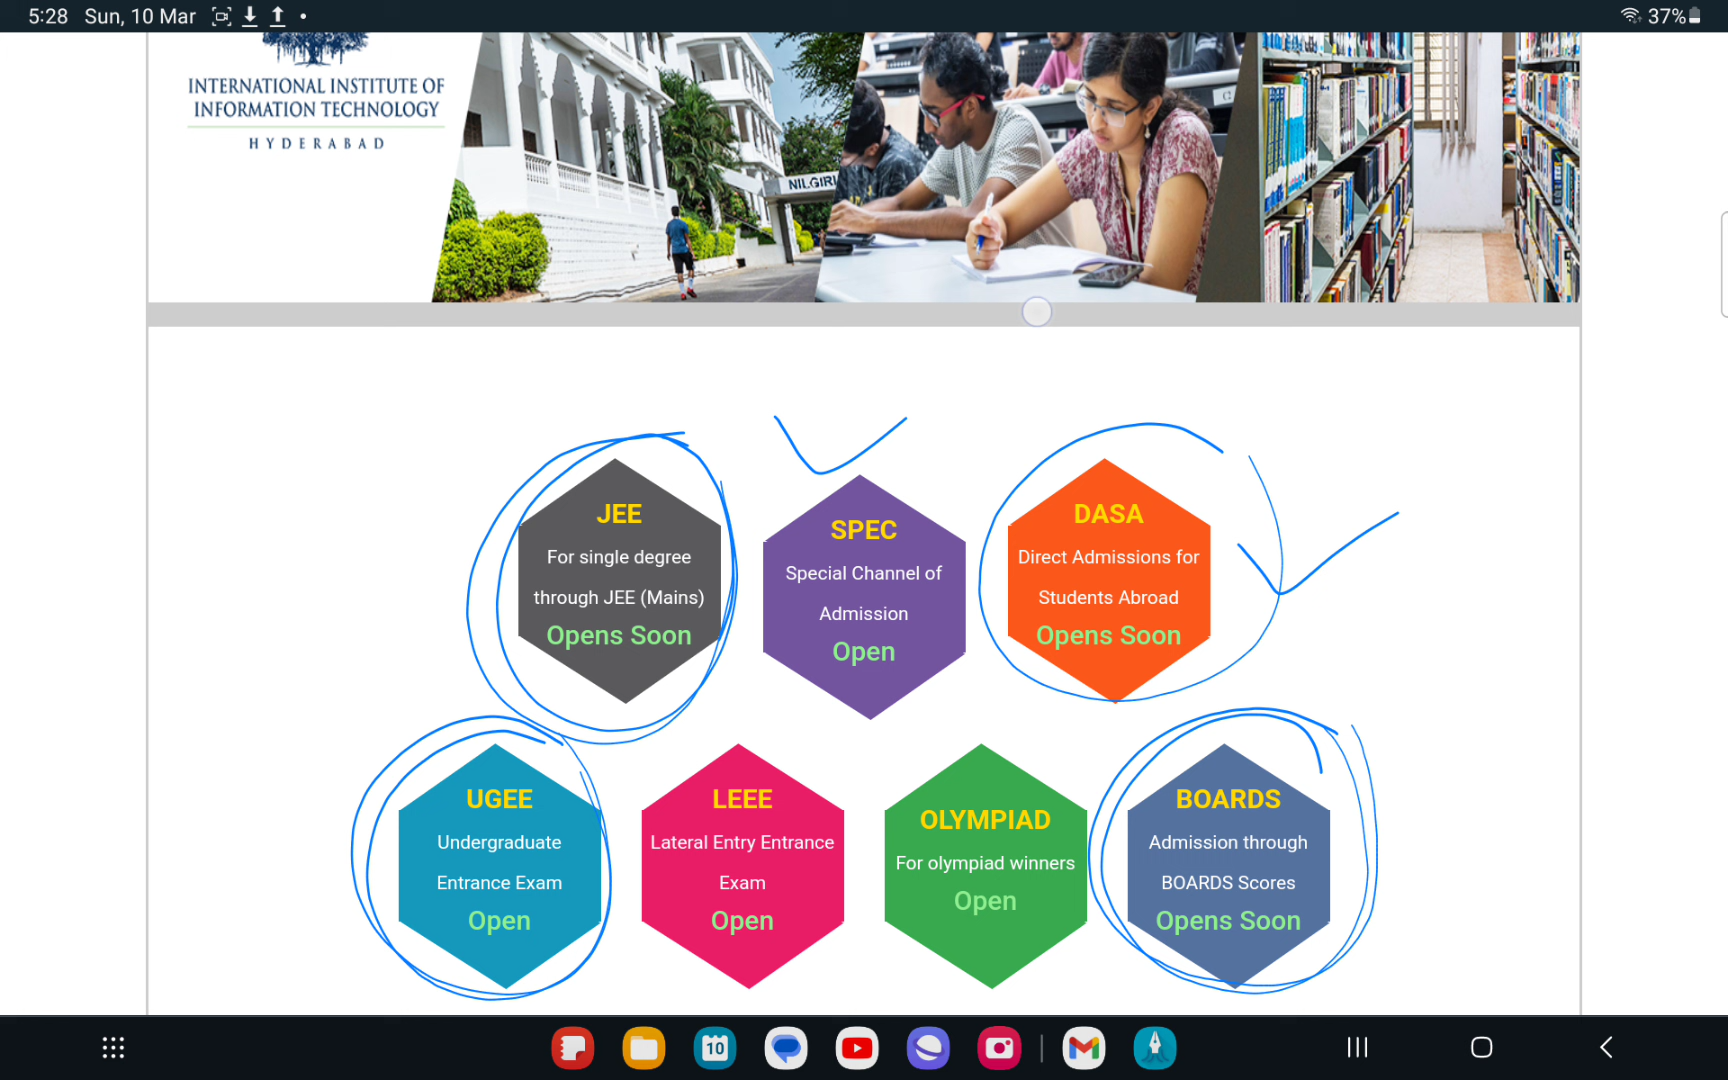 5:28 Sun, 10 Mar
37%
INTERNATIONAL INSTITUTE OF
INFORMATION TECHNOLOGY
HYDERABAD
NILGIRI
JEE
For single degree
through JEE (Mains)
Opens Soon
SPEC
Special Channel of
Admission
Open
DASA
Direct Admissions for
Students Abroad
Opens Soon
UGEE
Undergraduate
Entrance Exam
Open
LEEE
Lateral Entry Entrance
Exam
Open
OLYMPIAD
For olympiad winners
Open
BOARDS
Admission through
BOARDS Scores
Opens Soon
10